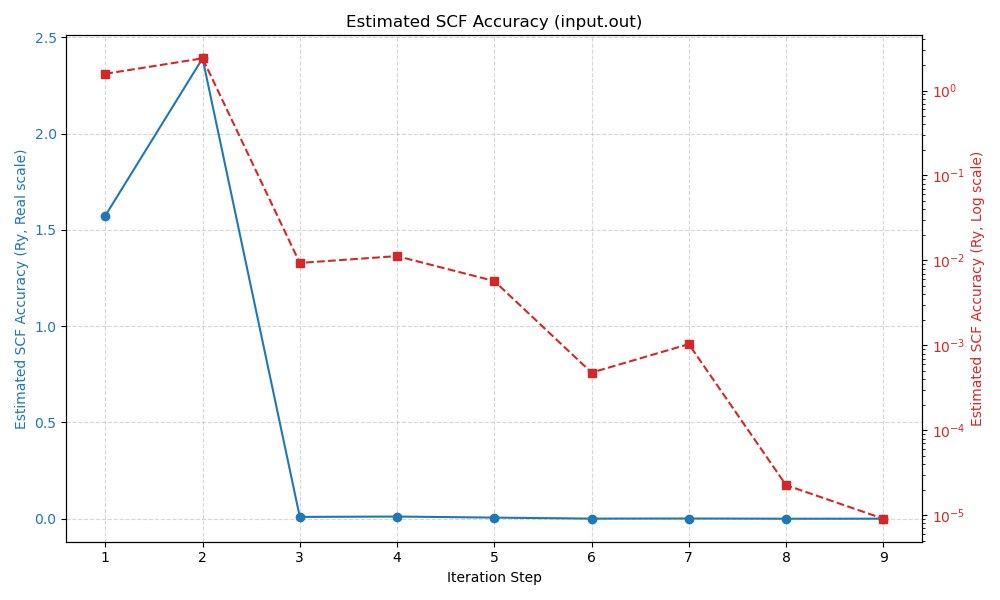 Estimated SCF Accuracy (input.out)
Estimated SCF Accuracy (Ry, Real scale)
2.5
2.0
1.5
1.0
0.5
0.0
1 2 3 4 5 6 7 8 9
Iteration Step
10⁰
10⁻¹
10⁻²
10⁻³
10⁻⁴
10⁻⁵
Estimated SCF Accuracy (Ry, Log scale)